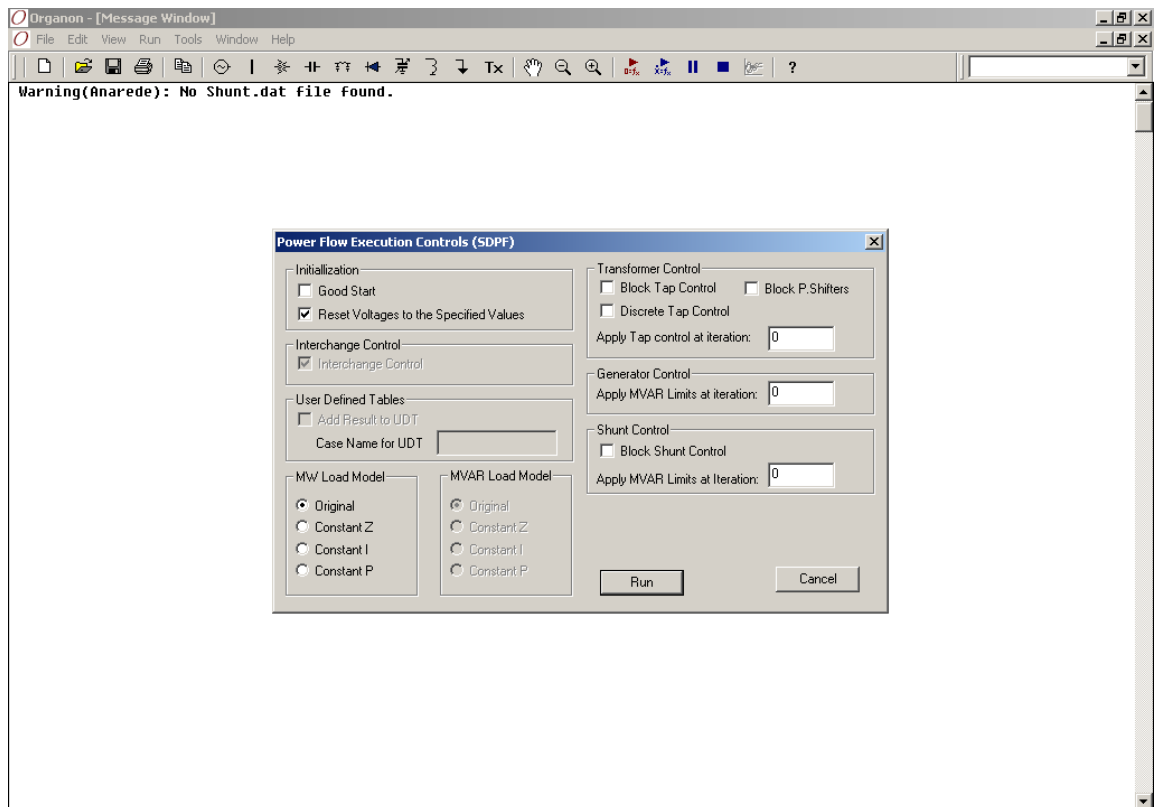 Organon - [Message Window]
File Edit View Run Tools Window Help
Tx
?
Warning(Anarede): No Shunt.dat file found.
Power Flow Execution Controls (SDPF)
Initiallization
Good Start
Reset Voltages to the Specified Values
Interchange Control
Interchange Control
User Defined Tables
Add Result to UDT
Case Name for UDT
MW Load Model
Original
Constant Z
Constant I
Constant P
MVAR Load Model
Original
Constant Z
Constant I
Constant P
Transformer Control
Block Tap Control Block P.Shifters
Discrete Tap Control
Apply Tap control at iteration: 0
Generator Control
Apply MVAR Limits at iteration: 0
Shunt Control
Block Shunt Control
Apply MVAR Limits at Iteration: 0
Run Cancel